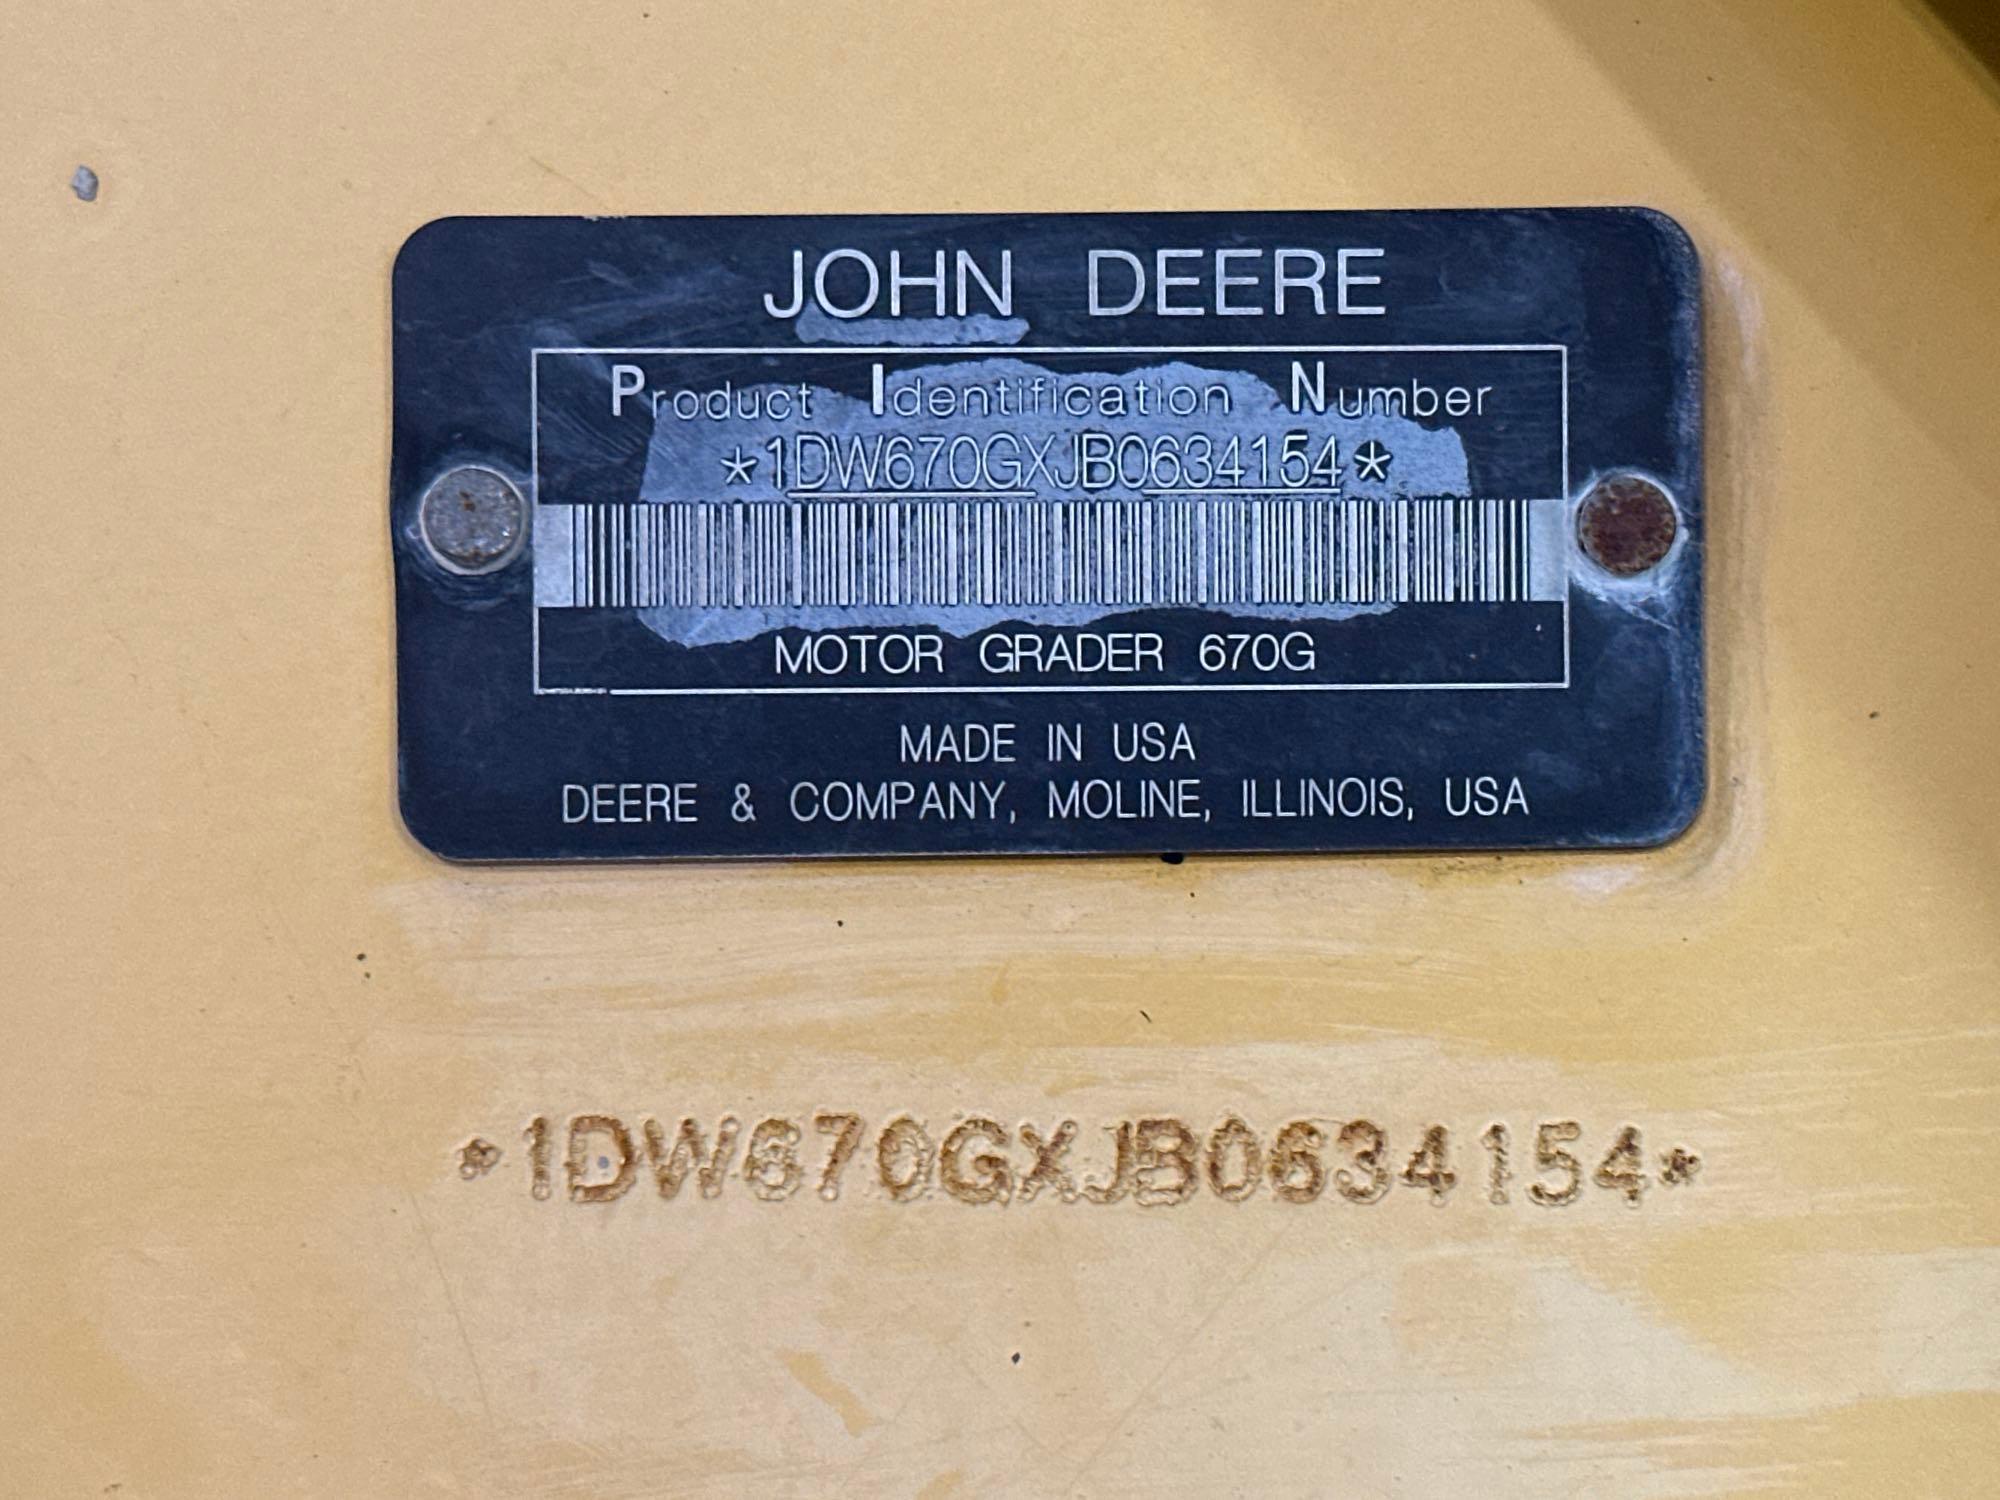 JOHN DEERE
Product Identification Number
*1DW670GXJB0634154*
MOTOR GRADER 670G
MADE IN USA
DEERE & COMPANY, MOLINE, ILLINOIS, USA
*1DW670GXJB0634154*